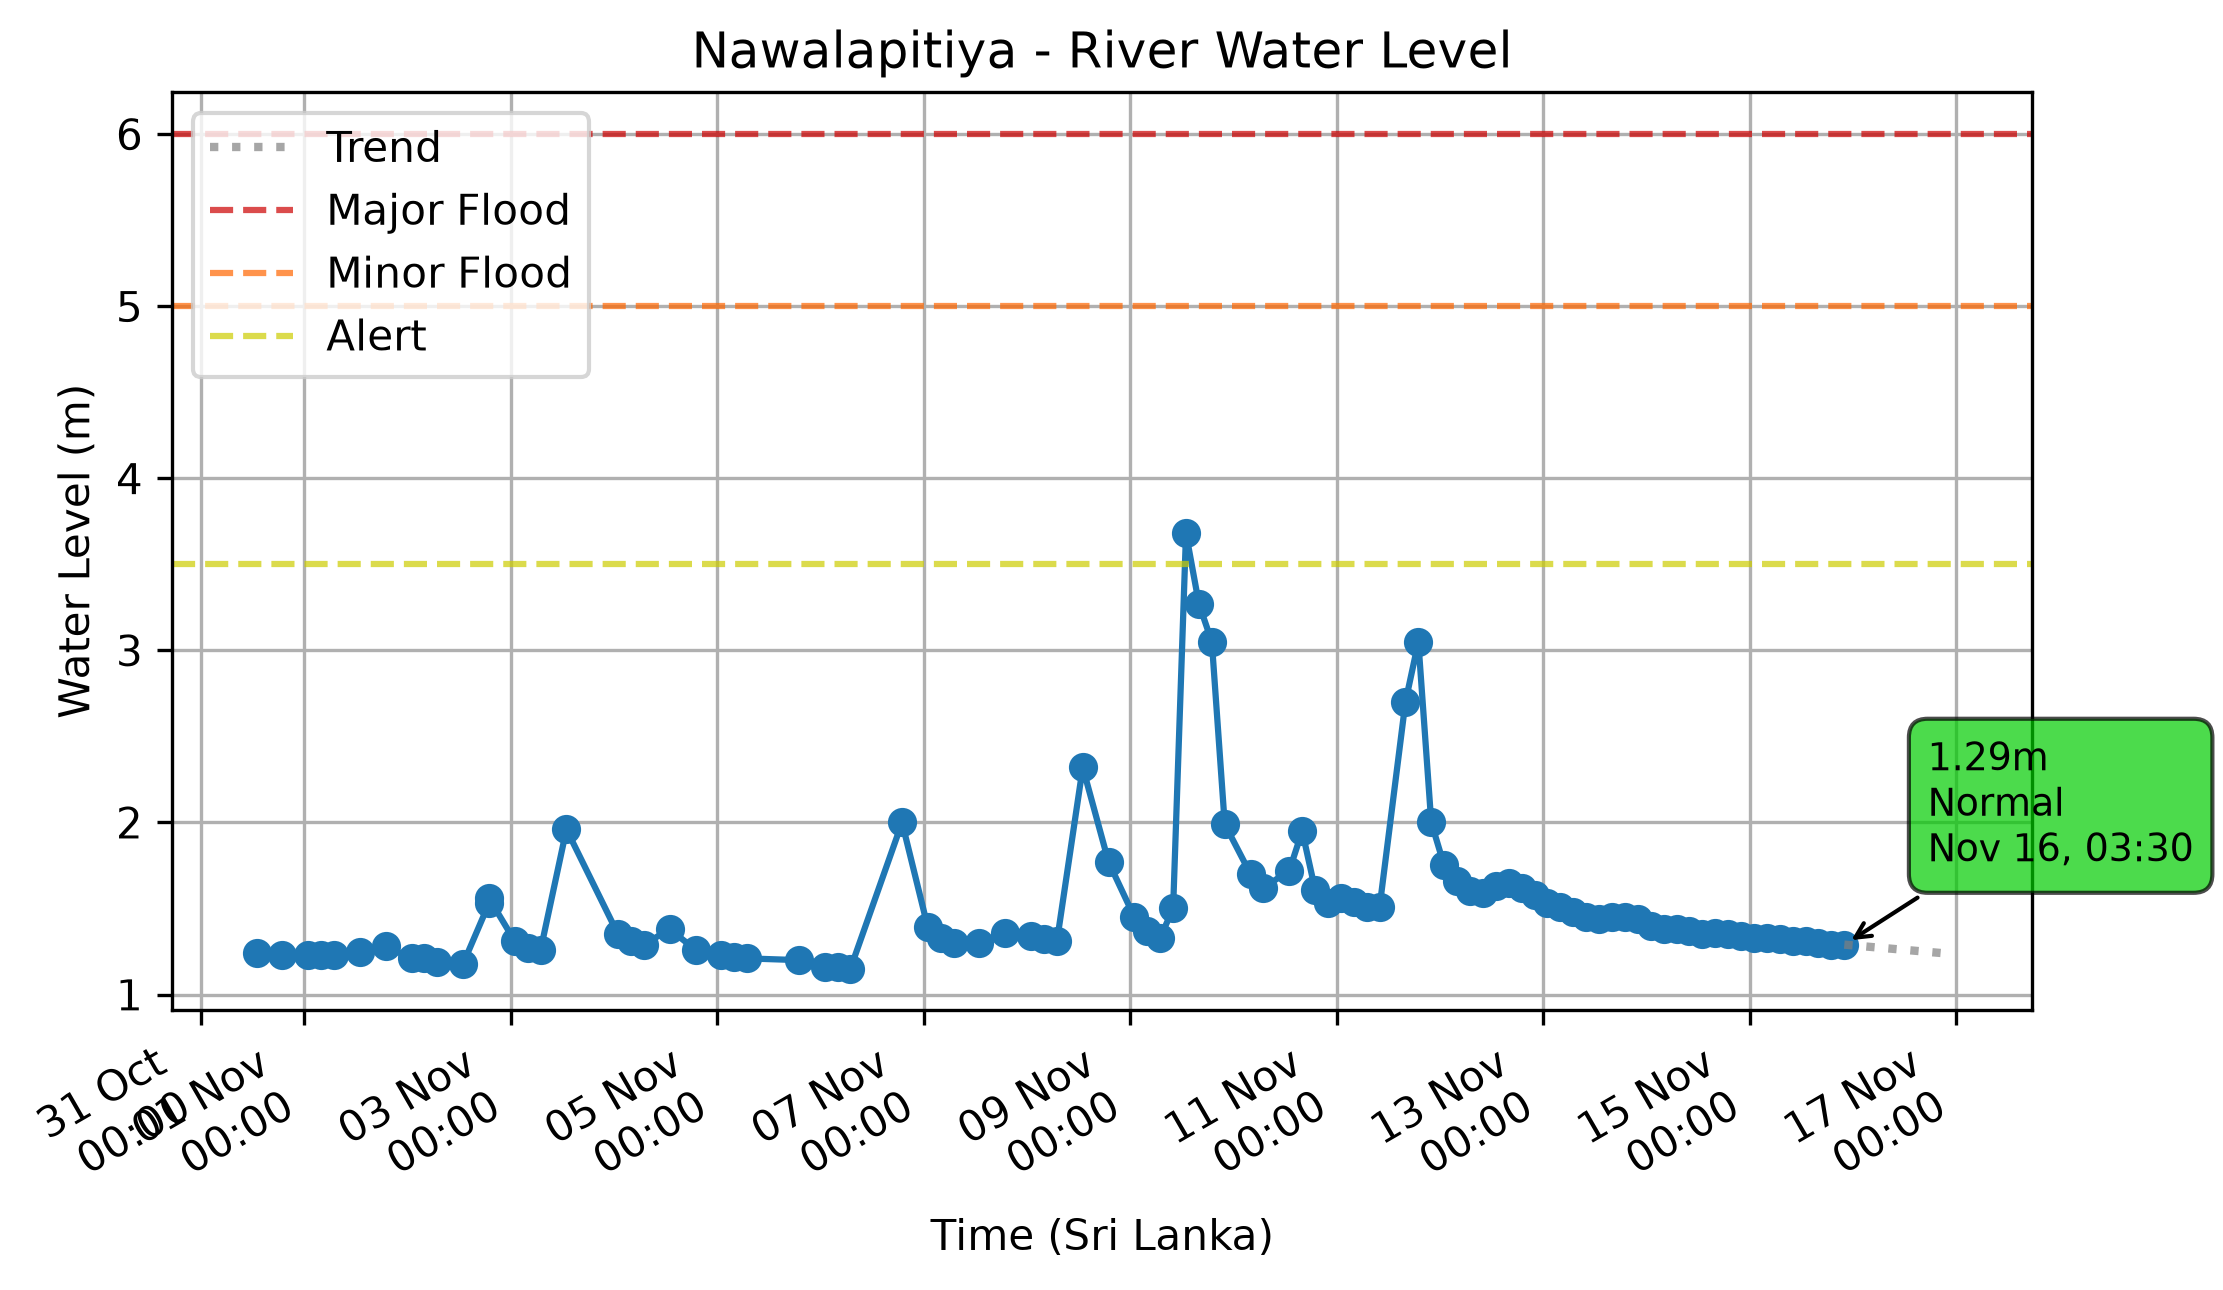 Nawalapitiya - River Water Level
Trend
Major Flood
Minor Flood
Alert
6
5
4
3
2
1
Water Level (m)
1.29m
Normal
Nov 16, 03:30
31 Oct
00:00
01 Nov
00:00
03 Nov
00:00
05 Nov
00:00
07 Nov
00:00
09 Nov
00:00
11 Nov
00:00
13 Nov
00:00
15 Nov
00:00
17 Nov
00:00
Time (Sri Lanka)